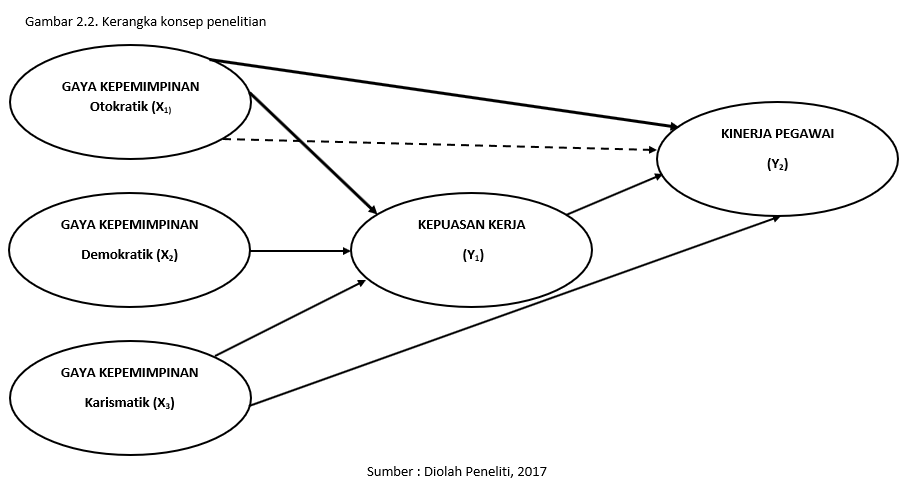 Gambar 2.2. Kerangka konsep penelitian
GAYA KEPEMIMPINAN
Otokratik (X₁)
KINERJA PEGAWAI
(Y₂)
GAYA KEPEMIMPINAN
Demokratik (X₂)
KEPUASAN KERJA
(Y₁)
GAYA KEPEMIMPINAN
Karismatik (X₃)
Sumber : Diolah Peneliti, 2017